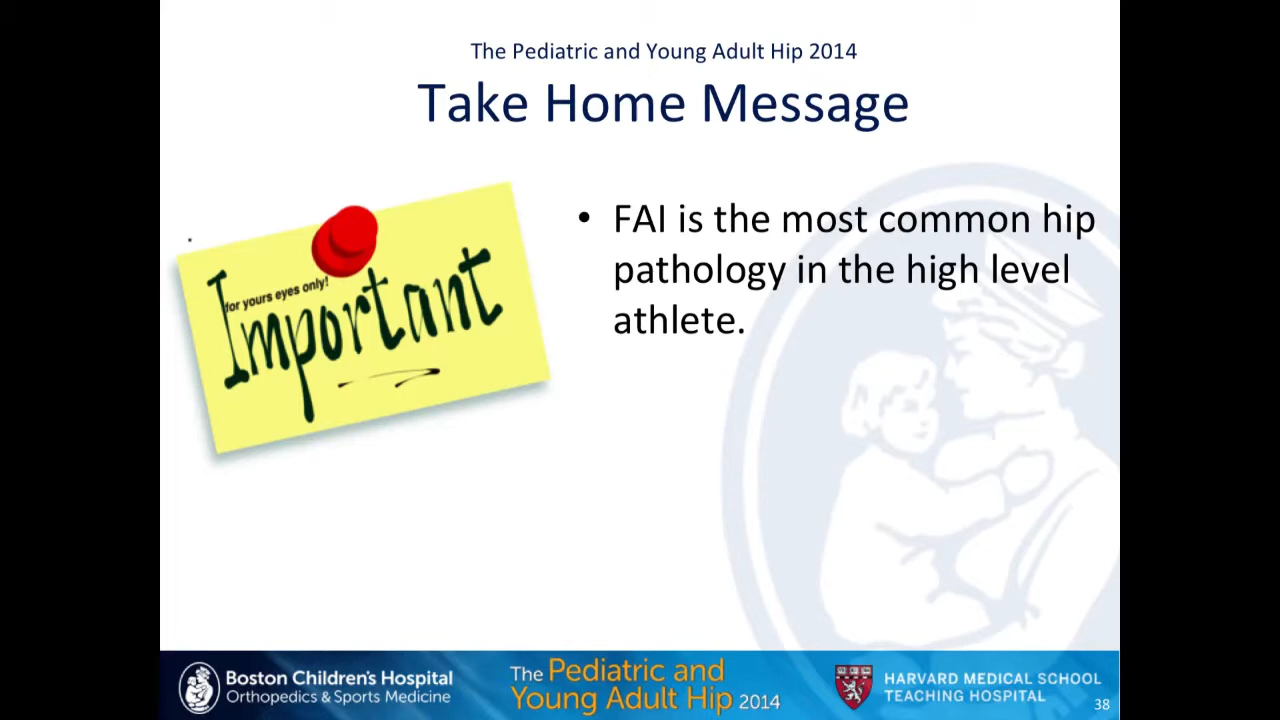 The Pediatric and Young Adult Hip 2014
Take Home Message
for yours eyes only!
Important
• FAI is the most common hip
pathology in the high level
athlete.
Boston Children's Hospital
Orthopedics & Sports Medicine
The Pediatric and
Young Adult Hip 2014
HARVARD MEDICAL SCHOOL
TEACHING HOSPITAL
38